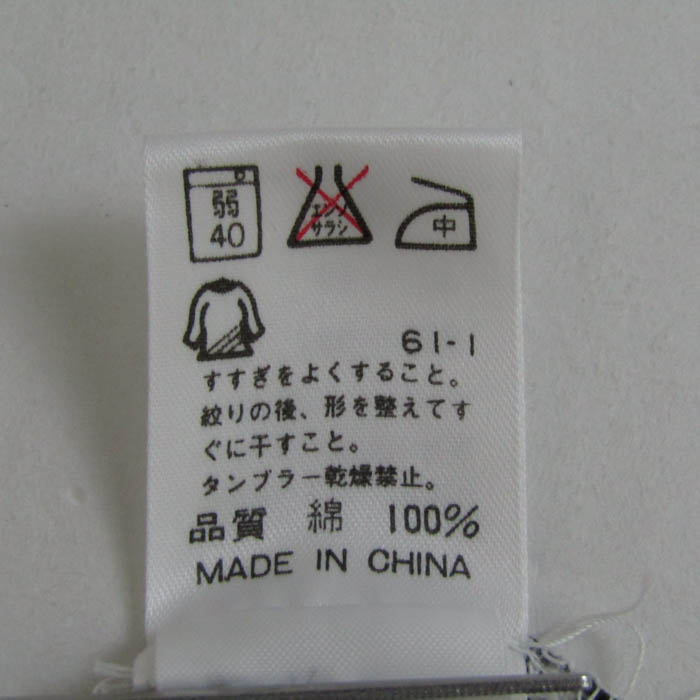 弱
40
エンソ
サラシ
中
61-1
すすぎをよくすること。
絞りの後、形を整えてす
ぐに干すこと。
タンブラー乾燥禁止。
品質 綿 100%
MADE IN CHINA